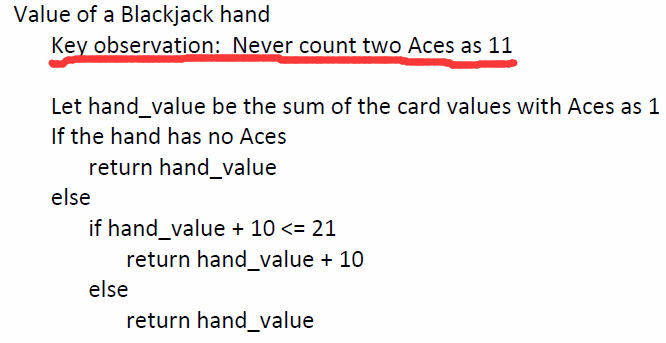 Value of a Blackjack hand
Key observation:  Never count two Aces as 11
Let hand_value be the sum of the card values with Aces as 1
If the hand has no Aces
return hand_value
else
if hand_value + 10 <= 21
return hand_value + 10
else
return hand_value